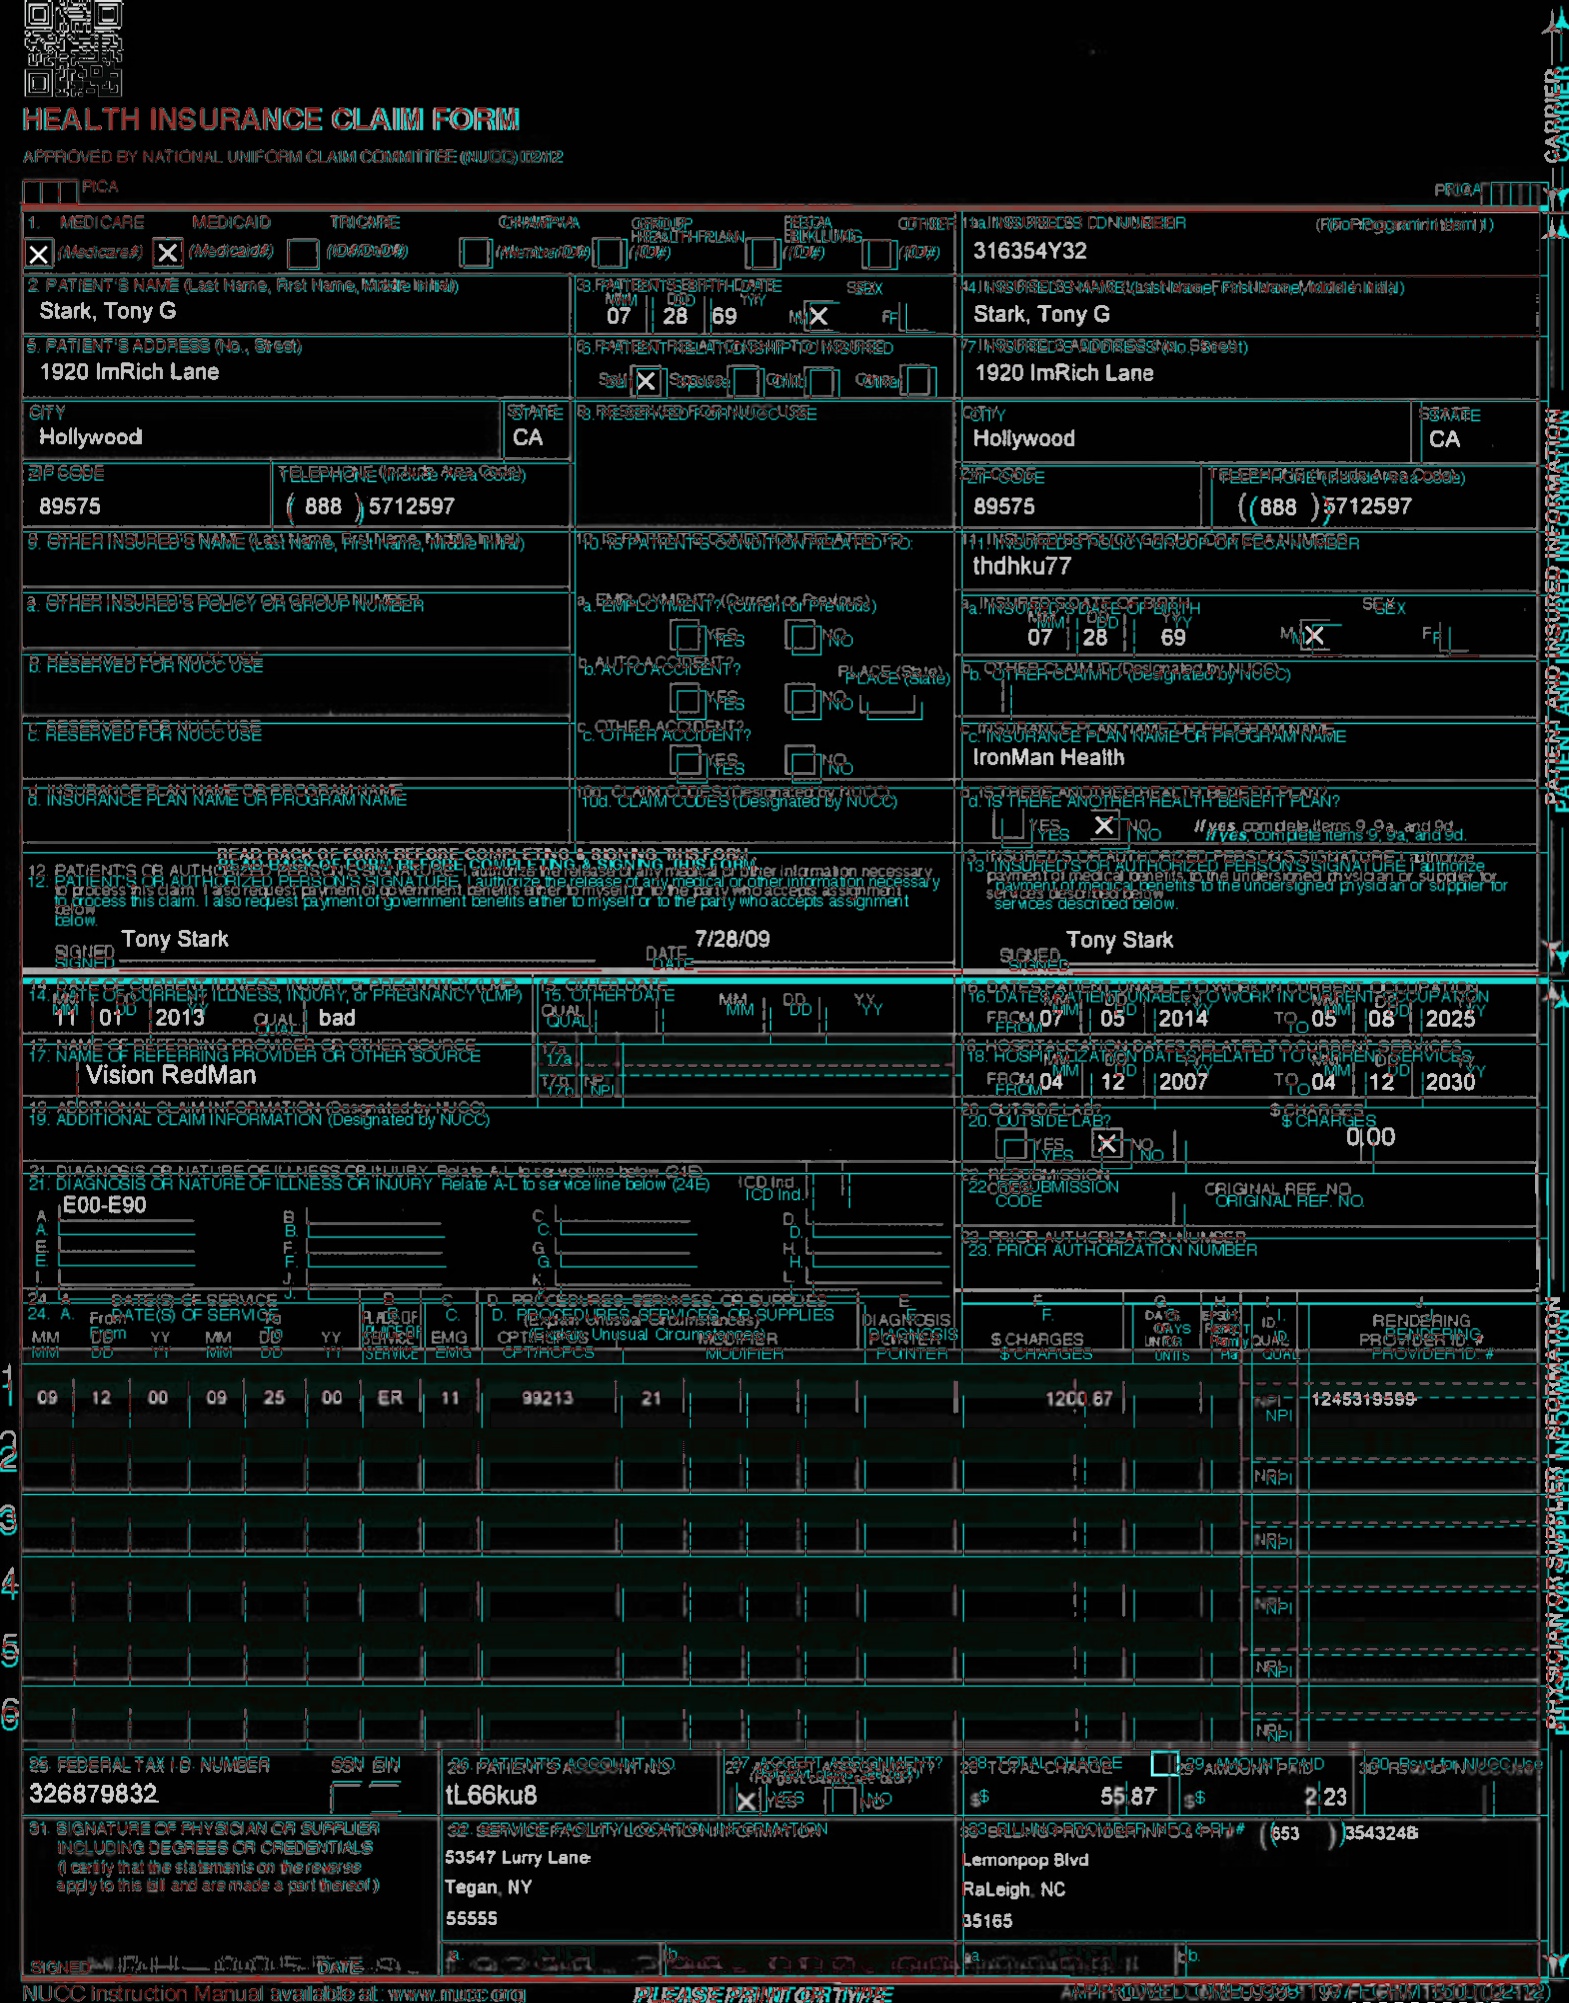 HEALTH INSURANCE CLAIM FORM
APPROVED BY NATIONAL UNIFORM CLAIM COMMITTEE (NUCC) 02/12
PICA PICA
CARRIER
1. MEDICARE MEDICAID TRICARE CHAMPVA GROUP HEALTH PLAN FECA BLK LUNG OTHER
X (Medicare#) X (Medicaid#) (ID#/DoD#) (Member ID#) (ID#) (ID#) (ID#)
1a. INSURED'S I.D. NUMBER (For Program in Item 1)
316354Y32
2. PATIENT'S NAME (Last Name, First Name, Middle Initial)
Stark, Tony G
3. PATIENT'S BIRTH DATE SEX
MM DD YY
07 28 69 M X F
4. INSURED'S NAME (Last Name, First Name, Middle Initial)
Stark, Tony G
5. PATIENT'S ADDRESS (No., Street)
1920 ImRich Lane
6. PATIENT RELATIONSHIP TO INSURED
Self X Spouse Child Other
7. INSURED'S ADDRESS (No., Street)
1920 ImRich Lane
CITY STATE
Hollywood CA
8. RESERVED FOR NUCC USE
CITY STATE
Hollywood CA
ZIP CODE TELEPHONE (Include Area Code)
89575 ( 888 ) 5712597
ZIP CODE TELEPHONE (Include Area Code)
89575 ( 888 ) 5712597
9. OTHER INSURED'S NAME (Last Name, First Name, Middle Initial)
10. IS PATIENT'S CONDITION RELATED TO:
11. INSURED'S POLICY GROUP OR FECA NUMBER
thdhku77
a. OTHER INSURED'S POLICY OR GROUP NUMBER
a. EMPLOYMENT? (Current or Previous)
YES NO
a. INSURED'S DATE OF BIRTH SEX
MM DD YY
07 28 69 M X F
b. RESERVED FOR NUCC USE
b. AUTO ACCIDENT? PLACE (State)
YES NO
b. OTHER CLAIM ID (Designated by NUCC)
c. RESERVED FOR NUCC USE
c. OTHER ACCIDENT?
YES NO
c. INSURANCE PLAN NAME OR PROGRAM NAME
IronMan Health
d. INSURANCE PLAN NAME OR PROGRAM NAME
10d. CLAIM CODES (Designated by NUCC)
d. IS THERE ANOTHER HEALTH BENEFIT PLAN?
YES X NO If yes, complete items 9, 9a, and 9d.
PATIENT AND INSURED INFORMATION
READ BACK OF FORM BEFORE COMPLETING & SIGNING THIS FORM.
12. PATIENT'S OR AUTHORIZED PERSON'S SIGNATURE I authorize the release of any medical or other information necessary
to process this claim. I also request payment of government benefits either to myself or to the party who accepts assignment
below.
SIGNED Tony Stark DATE 7/28/09
13. INSURED'S OR AUTHORIZED PERSON'S SIGNATURE I authorize
payment of medical benefits to the undersigned physician or supplier for
services described below.
SIGNED Tony Stark
14. DATE OF CURRENT ILLNESS, INJURY, or PREGNANCY (LMP)
MM DD YY
11 01 2013 QUAL. bad
15. OTHER DATE
QUAL. MM DD YY
16. DATES PATIENT UNABLE TO WORK IN CURRENT OCCUPATION
MM DD YY MM DD YY
FROM 07 05 2014 TO 05 08 2025
17. NAME OF REFERRING PROVIDER OR OTHER SOURCE
Vision RedMan
17a.
17b. NPI
18. HOSPITALIZATION DATES RELATED TO CURRENT SERVICES
MM DD YY MM DD YY
FROM 04 12 2007 TO 04 12 2030
19. ADDITIONAL CLAIM INFORMATION (Designated by NUCC)
20. OUTSIDE LAB? $ CHARGES
YES X NO 0.00
21. DIAGNOSIS OR NATURE OF ILLNESS OR INJURY Relate A-L to service line below (24E) ICD Ind.
A. E00-E90 B. C. D.
E. F. G. H.
I. J. K. L.
22. RESUBMISSION CODE ORIGINAL REF. NO.
23. PRIOR AUTHORIZATION NUMBER
24. A. DATE(S) OF SERVICE B. C. D. PROCEDURES, SERVICES, OR SUPPLIES E. F. G. H. I. J.
From To PLACE OF (Explain Unusual Circumstances) DIAGNOSIS DAYS OR EPSDT ID. RENDERING
MM DD YY MM DD YY SERVICE EMG CPT/HCPCS MODIFIER POINTER $ CHARGES UNITS Family Plan QUAL. PROVIDER ID. #
1 09 12 00 09 25 00 ER 11 99213 21 1200.67 NPI 1245319599
2 NPI
3 NPI
4 NPI
5 NPI
6 NPI
PHYSICIAN OR SUPPLIER INFORMATION
25. FEDERAL TAX I.D. NUMBER SSN EIN
326879832
26. PATIENT'S ACCOUNT NO.
tL66ku8
27. ACCEPT ASSIGNMENT?
(For govt. claims, see back)
X YES NO
28. TOTAL CHARGE
$ 55.87
29. AMOUNT PAID
$ 2.23
30. Rsvd for NUCC Use
31. SIGNATURE OF PHYSICIAN OR SUPPLIER
INCLUDING DEGREES OR CREDENTIALS
(I certify that the statements on the reverse
apply to this bill and are made a part thereof.)
SIGNED DATE
32. SERVICE FACILITY LOCATION INFORMATION
53547 Lurry Lane
Tegan, NY
55555
a. b.
33. BILLING PROVIDER INFO & PH # ( 653 ) 3543246
Lemonpop Blvd
RaLeigh, NC
35165
a. b.
NUCC Instruction Manual available at: www.nucc.org
PLEASE PRINT OR TYPE